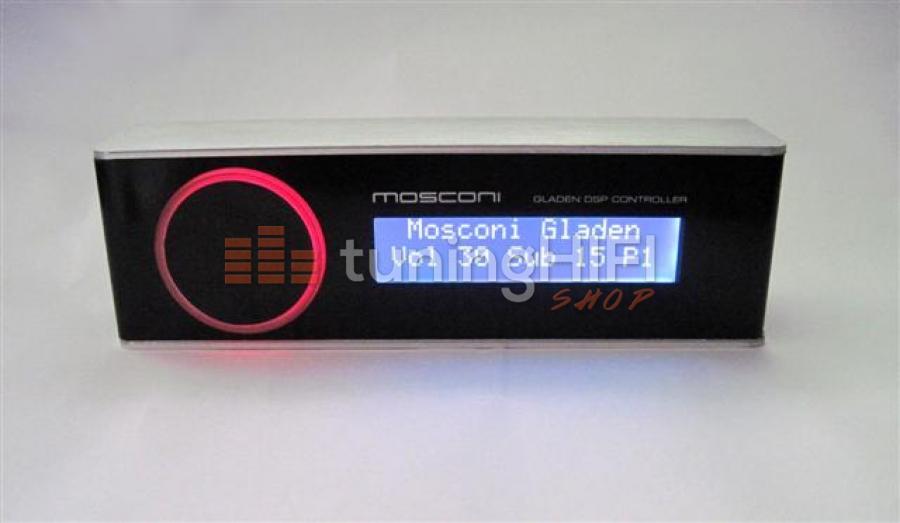 mosconi GLADEN DSP CONTROLLER
Mosconi Gladen
Vol 30 Sub 15 P1
tuningHIFI
SHOP